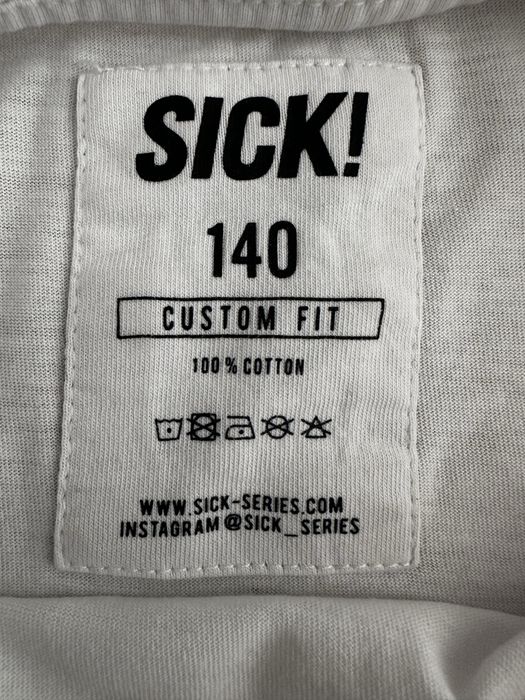 SICK!
140
CUSTOM FIT
100% COTTON
WWW.SICK-SERIES.COM
INSTAGRAM@SICK_SERIES